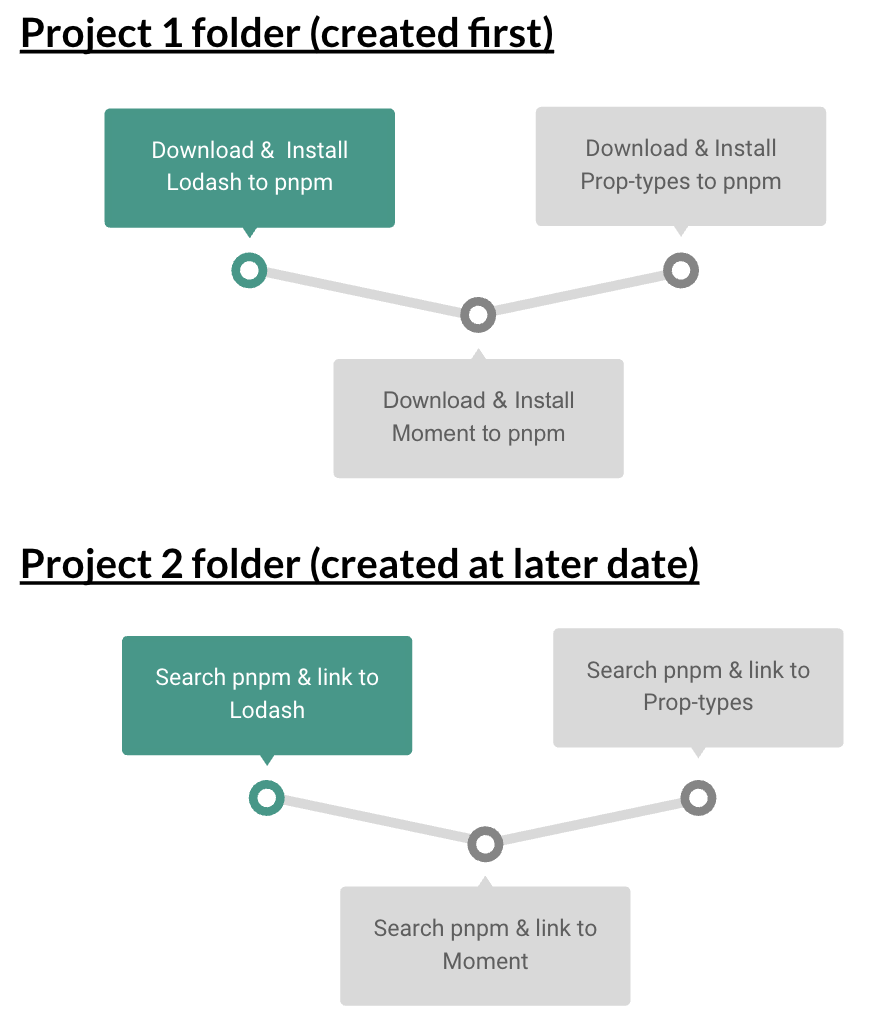 Project 1 folder (created first)
Download &  Install
Lodash to pnpm
Download & Install
Prop-types to pnpm
Download & Install
Moment to pnpm
Project 2 folder (created at later date)
Search pnpm & link to
Lodash
Search pnpm & link to
Prop-types
Search pnpm & link to
Moment